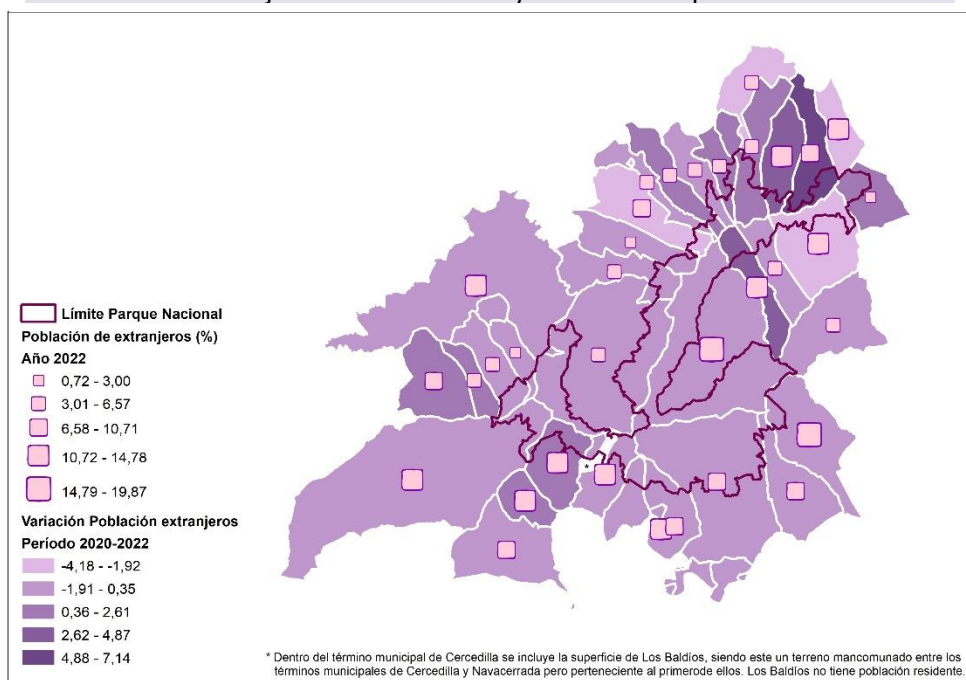 Límite Parque Nacional
Población de extranjeros (%)
Año 2022
0,72 - 3,00
3,01 - 6,57
6,58 - 10,71
10,72 - 14,78
14,79 - 19,87
Variación Población extranjeros
Período 2020-2022
-4,18 - -1,92
-1,91 - 0,35
0,36 - 2,61
2,62 - 4,87
4,88 - 7,14
*
* Dentro del término municipal de Cercedilla se incluye la superficie de Los Baldíos, siendo este un terreno mancomunado entre los
términos municipales de Cercedilla y Navacerrada pero perteneciente al primerode ellos. Los Baldíos no tiene población residente.